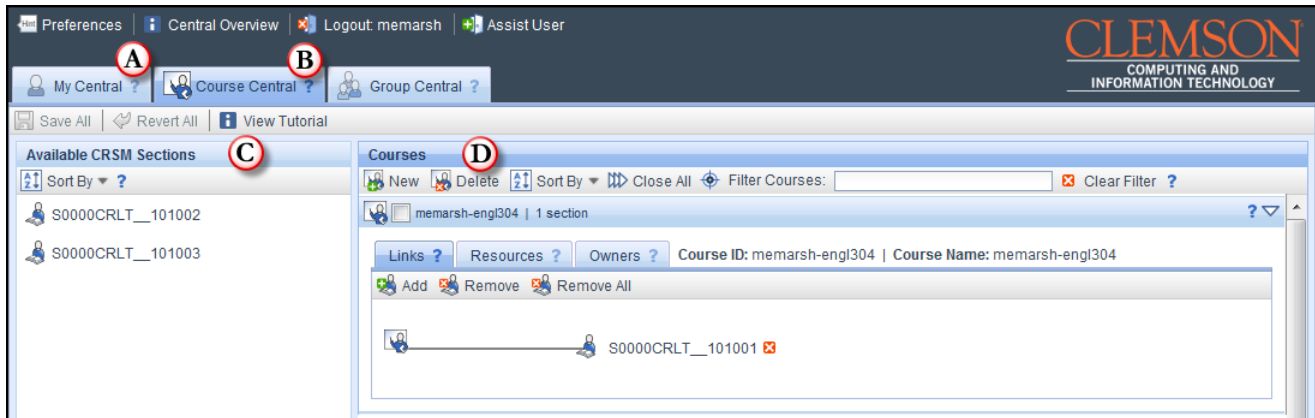 Hint Preferences | Central Overview | Logout: memarsh | Assist User
CLEMSON
COMPUTING AND
INFORMATION TECHNOLOGY
A B
My Central ? Course Central ? Group Central ?
Save All | Revert All | View Tutorial
Available CRSM Sections C
Courses D
A Z Sort By ?
New Delete A Z Sort By Close All Filter Courses: Clear Filter ?
memarsh-engl304 | 1 section ?
S0000CRLT__101002
S0000CRLT__101003
Links ? Resources ? Owners ? Course ID: memarsh-engl304 | Course Name: memarsh-engl304
Add Remove Remove All
S0000CRLT__101001